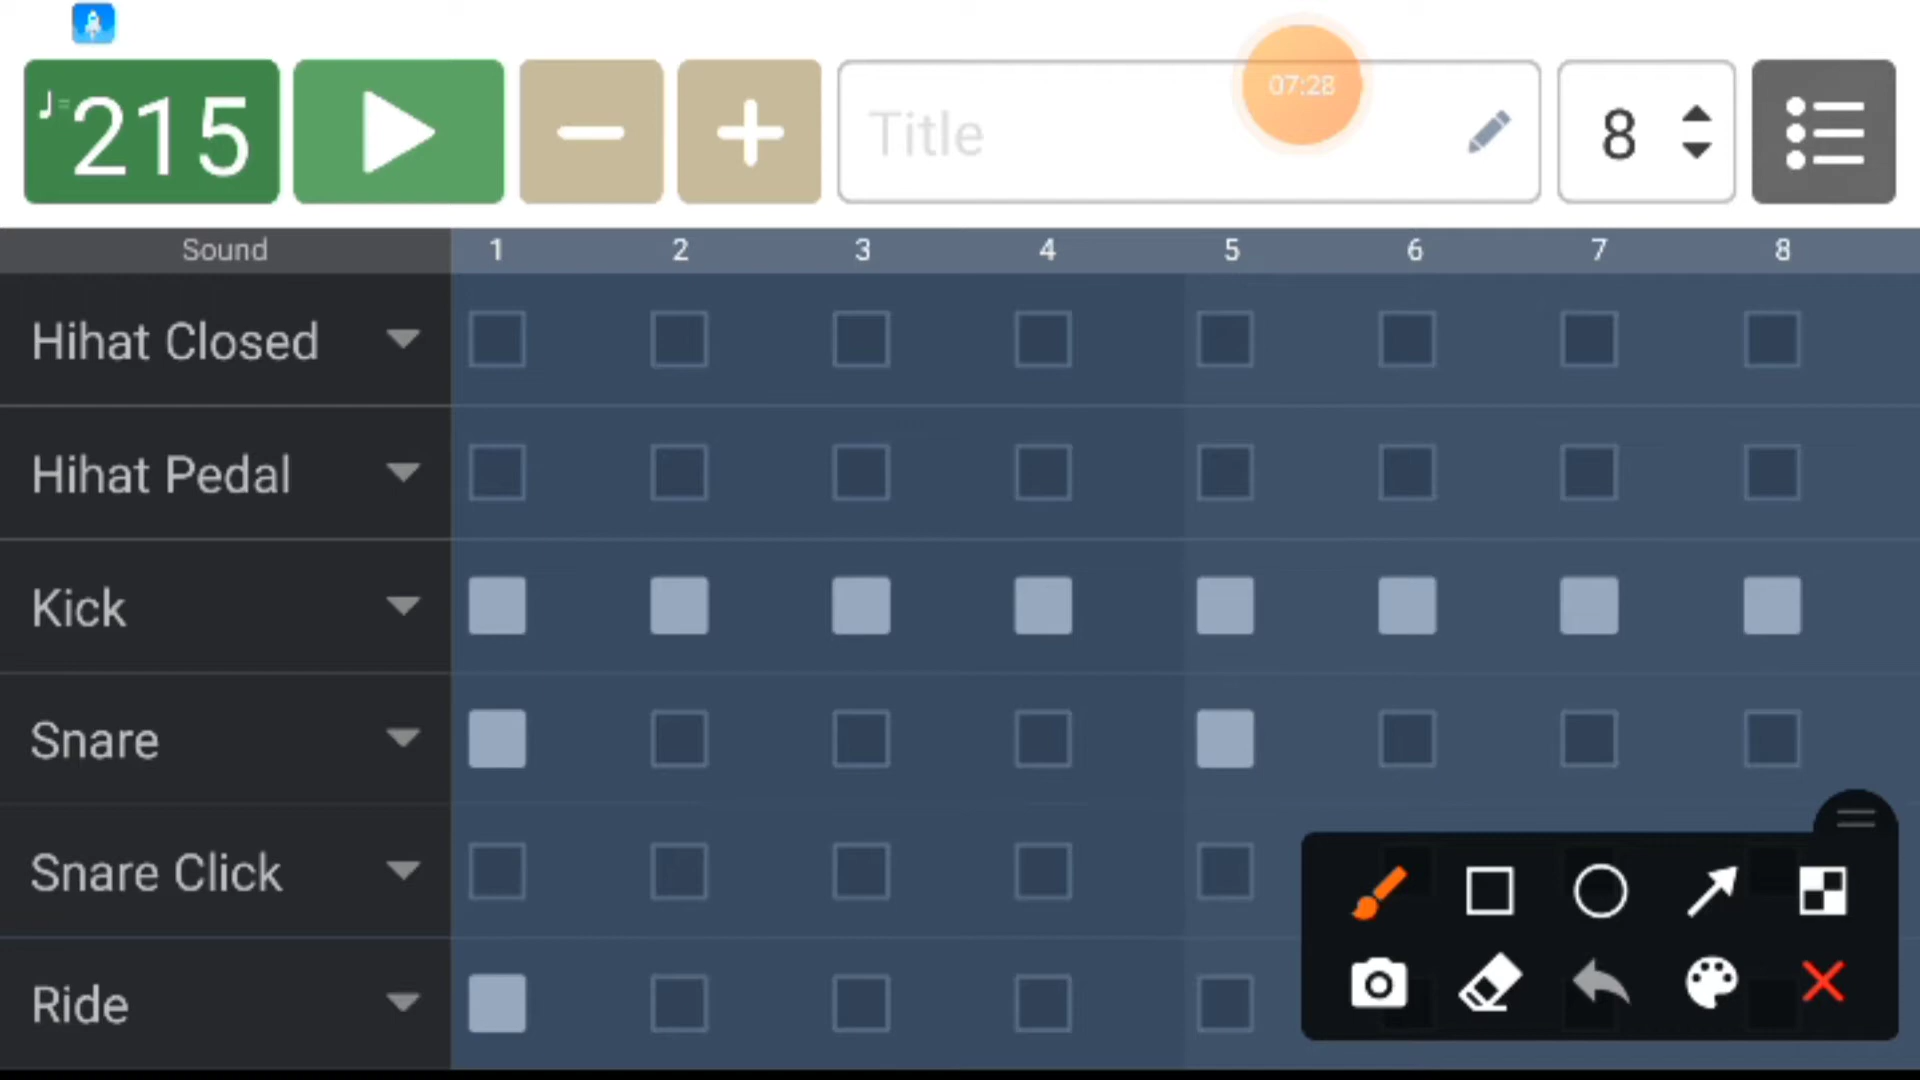 07:28
♩=215
Title
8
Sound 1 2 3 4 5 6 7 8
Hihat Closed
Hihat Pedal
Kick
Snare
Snare Click
Ride